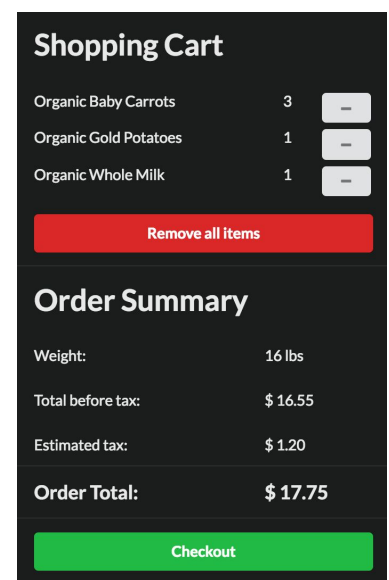 Shopping Cart
Organic Baby Carrots 3 −
Organic Gold Potatoes 1 −
Organic Whole Milk 1 −
Remove all items
Order Summary
Weight: 16 lbs
Total before tax: $ 16.55
Estimated tax: $ 1.20
Order Total: $ 17.75
Checkout